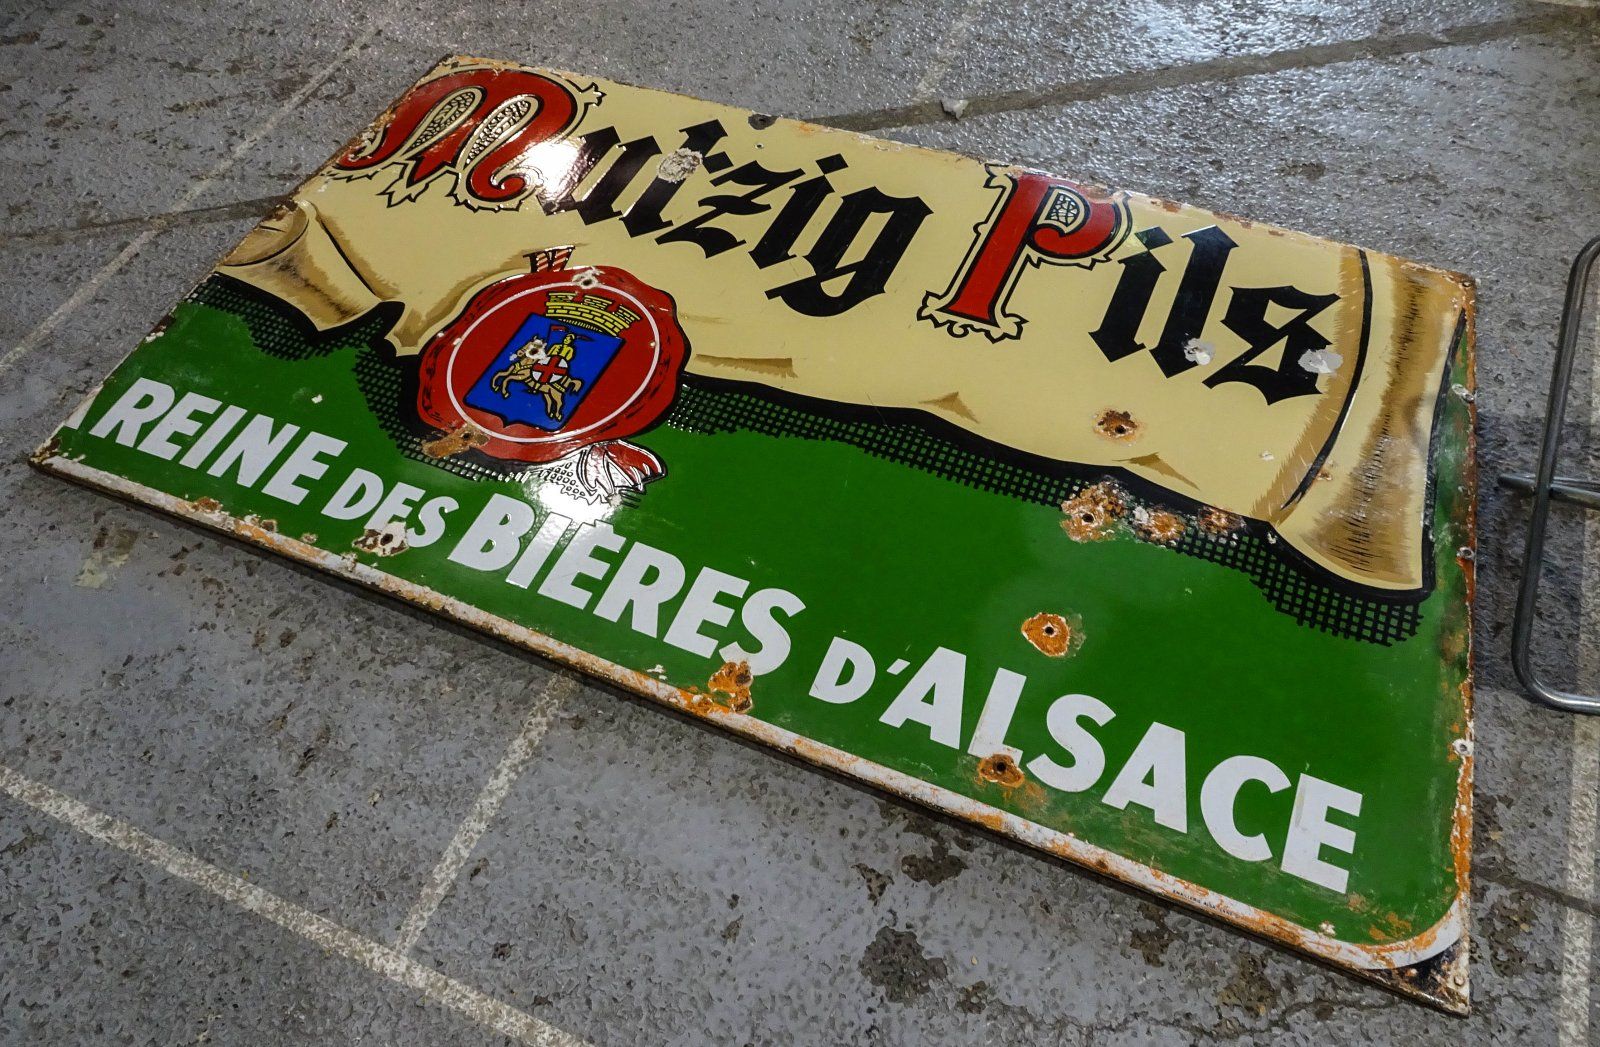 Mutzig Pils
REINE DES BIÈRES D'ALSACE